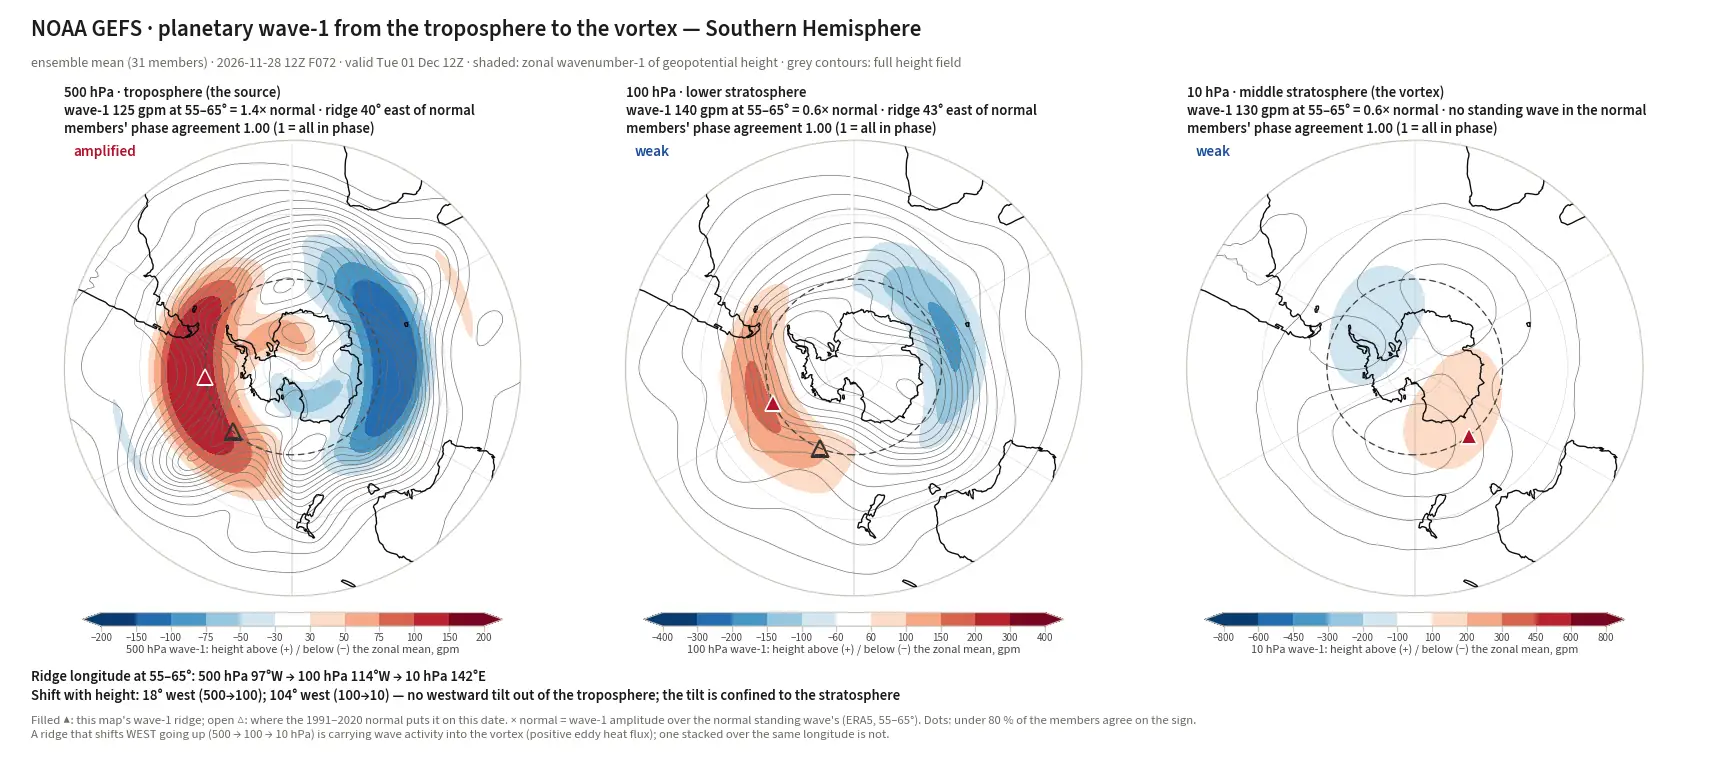 NOAA GEFS · planetary wave-1 from the troposphere to the vortex — Southern Hemisphere
ensemble mean (31 members) · 2026-11-28 12Z F072 · valid Tue 01 Dec 12Z · shaded: zonal wavenumber-1 of geopotential height · grey contours: full height field
500 hPa · troposphere (the source)
wave-1 125 gpm at 55–65° = 1.4× normal · ridge 40° east of normal
members' phase agreement 1.00 (1 = all in phase)
amplified
100 hPa · lower stratosphere
wave-1 140 gpm at 55–65° = 0.6× normal · ridge 43° east of normal
members' phase agreement 1.00 (1 = all in phase)
weak
10 hPa · middle stratosphere (the vortex)
wave-1 130 gpm at 55–65° = 0.6× normal · no standing wave in the normal
members' phase agreement 1.00 (1 = all in phase)
weak
−200 −150 −100 −75 −50 −30 30 50 75 100 150 200
500 hPa wave-1: height above (+) / below (−) the zonal mean, gpm
−400 −300 −200 −150 −100 −60 60 100 150 200 300 400
100 hPa wave-1: height above (+) / below (−) the zonal mean, gpm
−800 −600 −450 −300 −200 −100 100 200 300 450 600 800
10 hPa wave-1: height above (+) / below (−) the zonal mean, gpm
Ridge longitude at 55–65°: 500 hPa 97°W → 100 hPa 114°W → 10 hPa 142°E
Shift with height: 18° west (500→100); 104° west (100→10) — no westward tilt out of the troposphere; the tilt is confined to the stratosphere
Filled ▲: this map's wave-1 ridge; open △: where the 1991–2020 normal puts it on this date. × normal = wave-1 amplitude over the normal standing wave's (ERA5, 55–65°). Dots: under 80 % of the members agree on the sign.
A ridge that shifts WEST going up (500 → 100 → 10 hPa) is carrying wave activity into the vortex (positive eddy heat flux); one stacked over the same longitude is not.